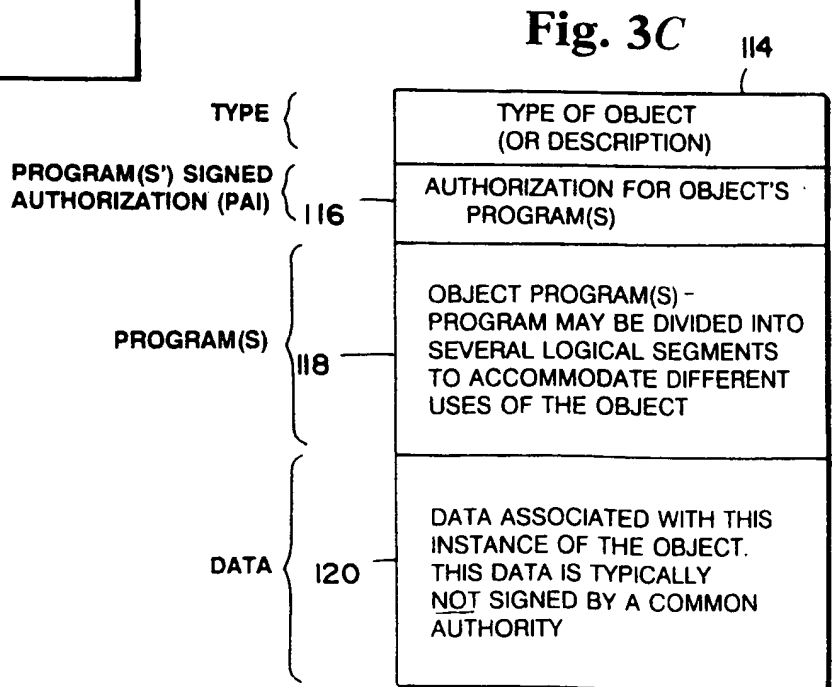 Fig. 3C
114
TYPE
TYPE OF OBJECT
(OR DESCRIPTION)
PROGRAM(S') SIGNED
AUTHORIZATION (PAI)
116
AUTHORIZATION FOR OBJECT'S
PROGRAM(S)
PROGRAM(S)
118
OBJECT PROGRAM(S) -
PROGRAM MAY BE DIVIDED INTO
SEVERAL LOGICAL SEGMENTS
TO ACCOMMODATE DIFFERENT
USES OF THE OBJECT
DATA
120
DATA ASSOCIATED WITH THIS
INSTANCE OF THE OBJECT.
THIS DATA IS TYPICALLY
NOT SIGNED BY A COMMON
AUTHORITY